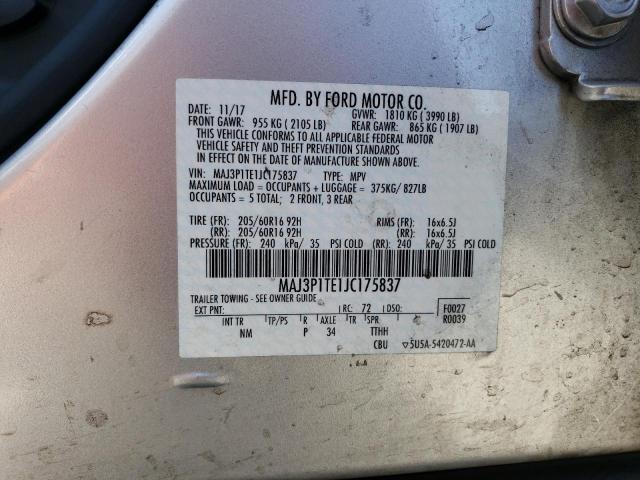 MFD. BY FORD MOTOR CO.
DATE: 11/17 GVWR: 1810 KG ( 3990 LB)
FRONT GAWR: 955 KG ( 2105 LB) REAR GAWR: 865 KG ( 1907 LB)
THIS VEHICLE CONFORMS TO ALL APPLICABLE FEDERAL MOTOR
VEHICLE SAFETY AND THEFT PREVENTION STANDARDS
IN EFFECT ON THE DATE OF MANUFACTURE SHOWN ABOVE.
VIN: MAJ3P1TE1JC175837 TYPE: MPV
MAXIMUM LOAD = OCCUPANTS + LUGGAGE = 375KG/ 827LB
OCCUPANTS = 5 TOTAL; 2 FRONT, 3 REAR
TIRE (FR): 205/60R16 92H RIMS (FR): 16x6.5J
(RR): 205/60R16 92H (RR): 16x6.5J
PRESSURE (FR): 240 kPa/ 35 PSI COLD (RR): 240 kPa/ 35 PSI COLD
MAJ3P1TE1JC175837
TRAILER TOWING - SEE OWNER GUIDE
EXT PNT: RC: 72 DSO: F0027
INT TR TP/PS R AXLE TR SPR R0039
NM P 34 TTHH
CBU 5U5A-5420472-AA